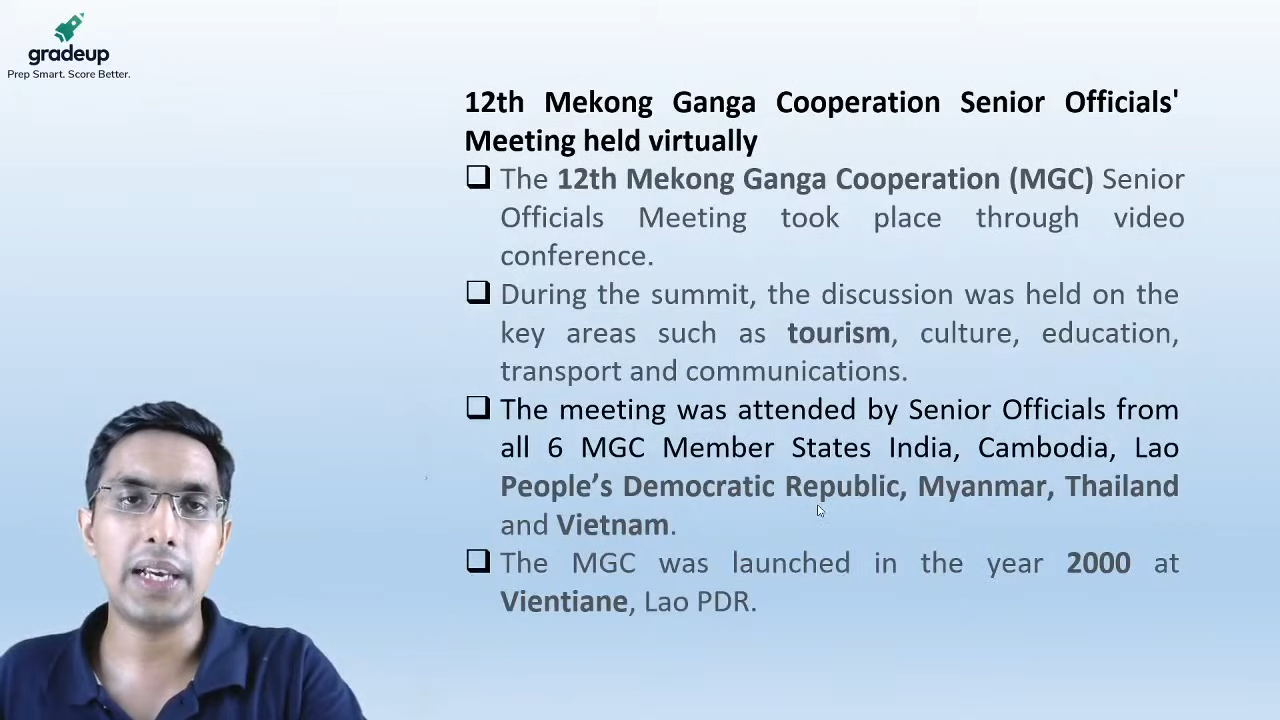 gradeup
Prep Smart. Score Better.
12th Mekong Ganga Cooperation Senior Officials'
Meeting held virtually
The 12th Mekong Ganga Cooperation (MGC) Senior
Officials Meeting took place through video
conference.
During the summit, the discussion was held on the
key areas such as tourism, culture, education,
transport and communications.
The meeting was attended by Senior Officials from
all 6 MGC Member States India, Cambodia, Lao
People’s Democratic Republic, Myanmar, Thailand
and Vietnam.
The MGC was launched in the year 2000 at
Vientiane, Lao PDR.